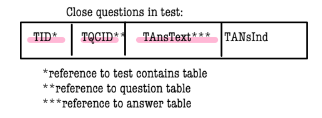 Close questions in test:
TID* TQCID** TAnsText*** TANsInd
*reference to test contains table
**reference to question table
***reference to answer table